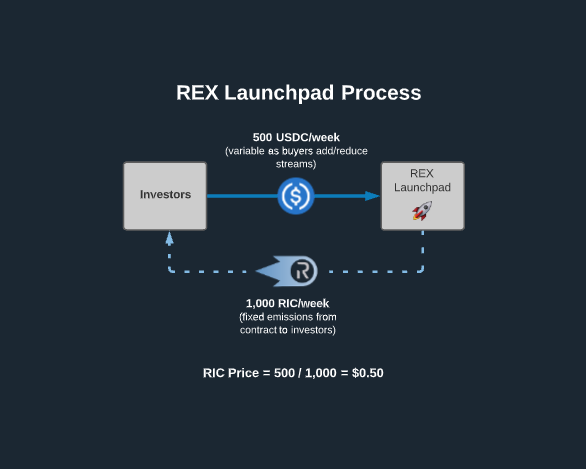 REX Launchpad Process
500 USDC/week
(variable as buyers add/reduce
streams)
Investors
REX
Launchpad
1,000 RIC/week
(fixed emissions from
contract to investors)
RIC Price = 500 / 1,000 = $0.50